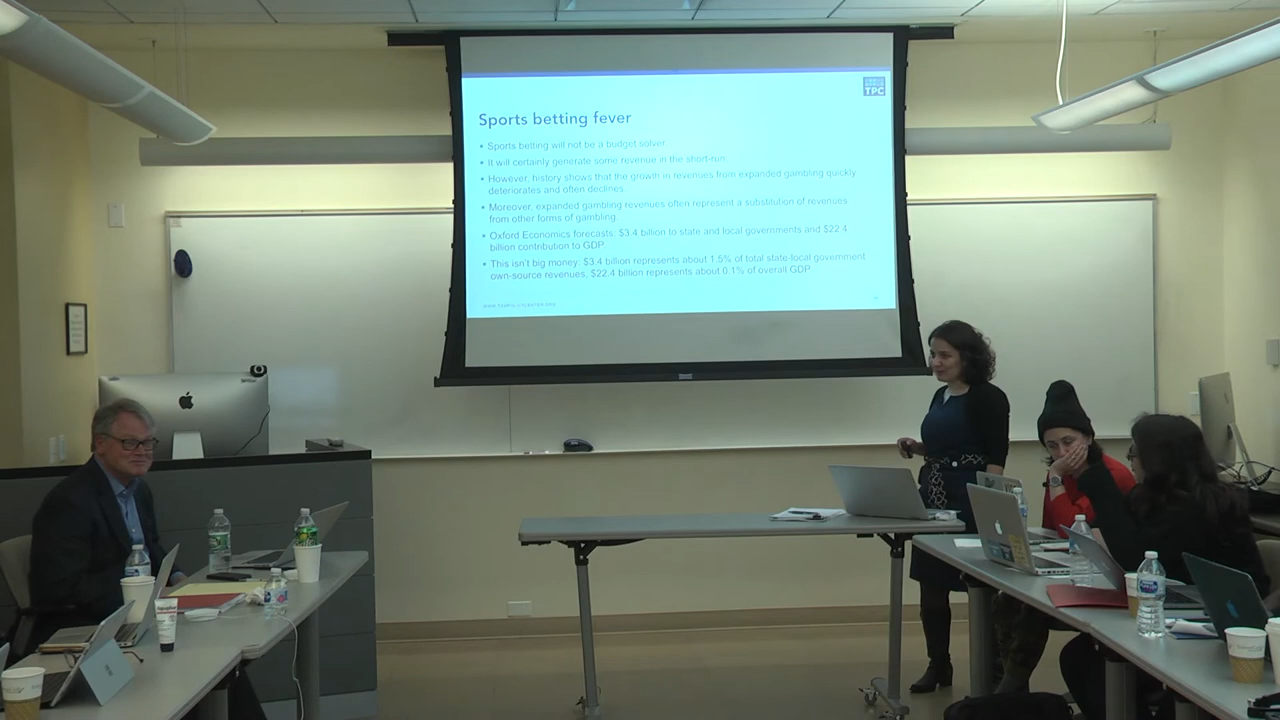 TPC
Sports betting fever
• Sports betting will not be a budget solver.
• It will certainly generate some revenue in the short-run.
• However, history shows that the growth in revenues from expanded gambling quickly
deteriorates and often declines.
• Moreover, expanded gambling revenues often represent a substitution of revenues
from other forms of gambling.
• Oxford Economics forecasts: $3.4 billion to state and local governments and $22.4
billion contribution to GDP
• This isn't big money: $3.4 billion represents about 1.5% of total state-local government
own-source revenues, $22.4 billion represents about 0.1% of overall GDP